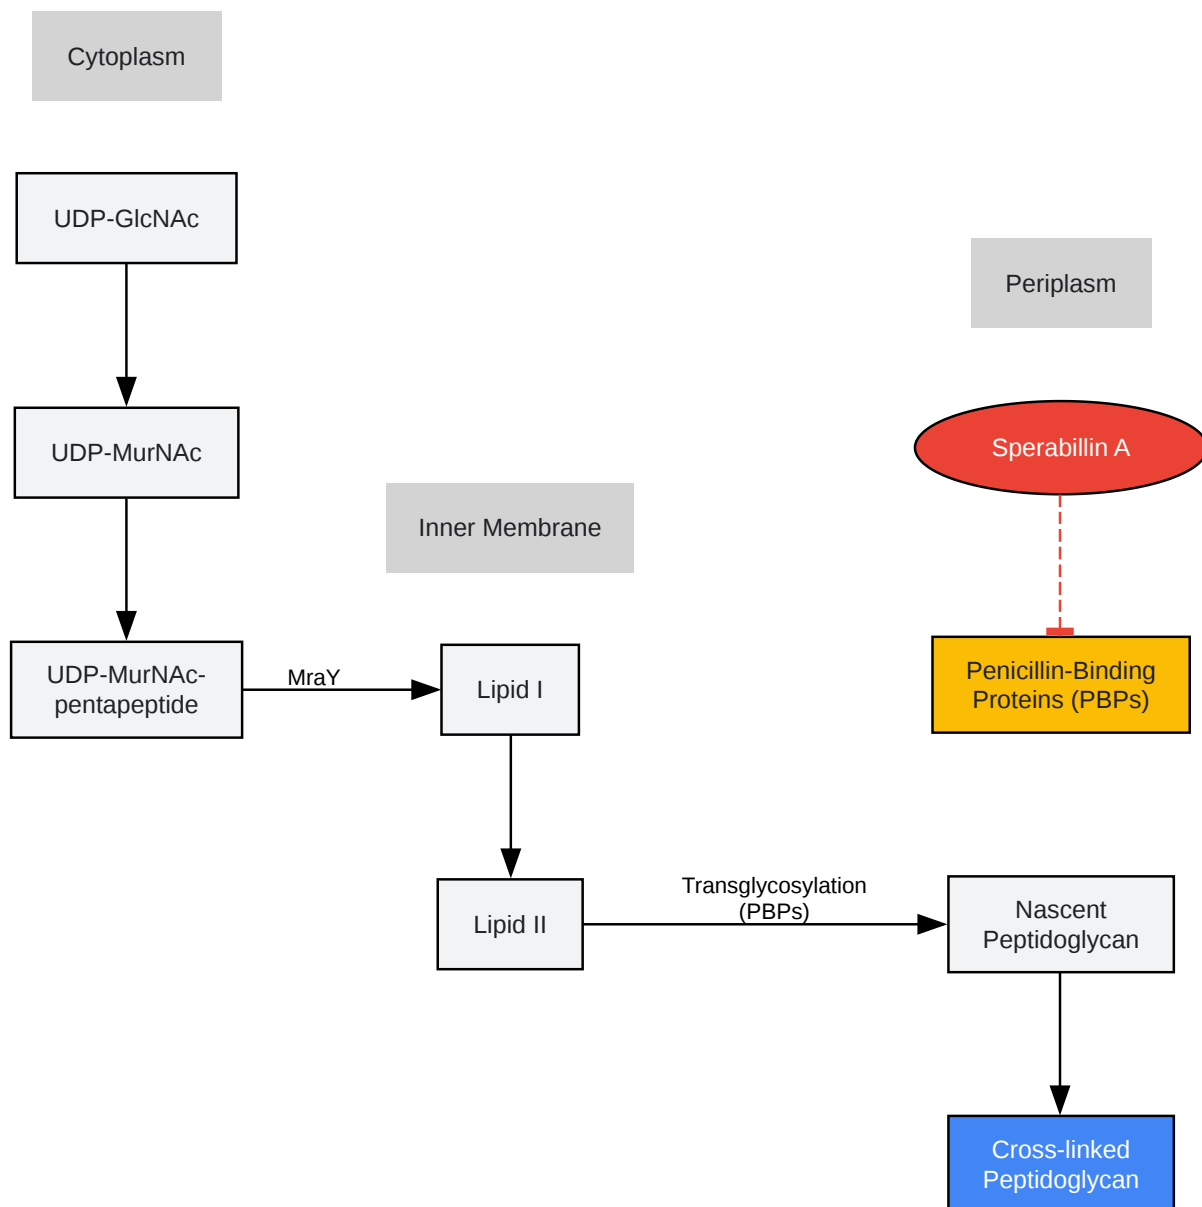 Cytoplasm
UDP-GlcNAc
UDP-MurNAc
UDP-MurNAc-
pentapeptide
MraY
Inner Membrane
Lipid I
Lipid II
Transglycosylation
(PBPs)
Periplasm
Sperabillin A
Penicillin-Binding
Proteins (PBPs)
Nascent
Peptidoglycan
Cross-linked
Peptidoglycan